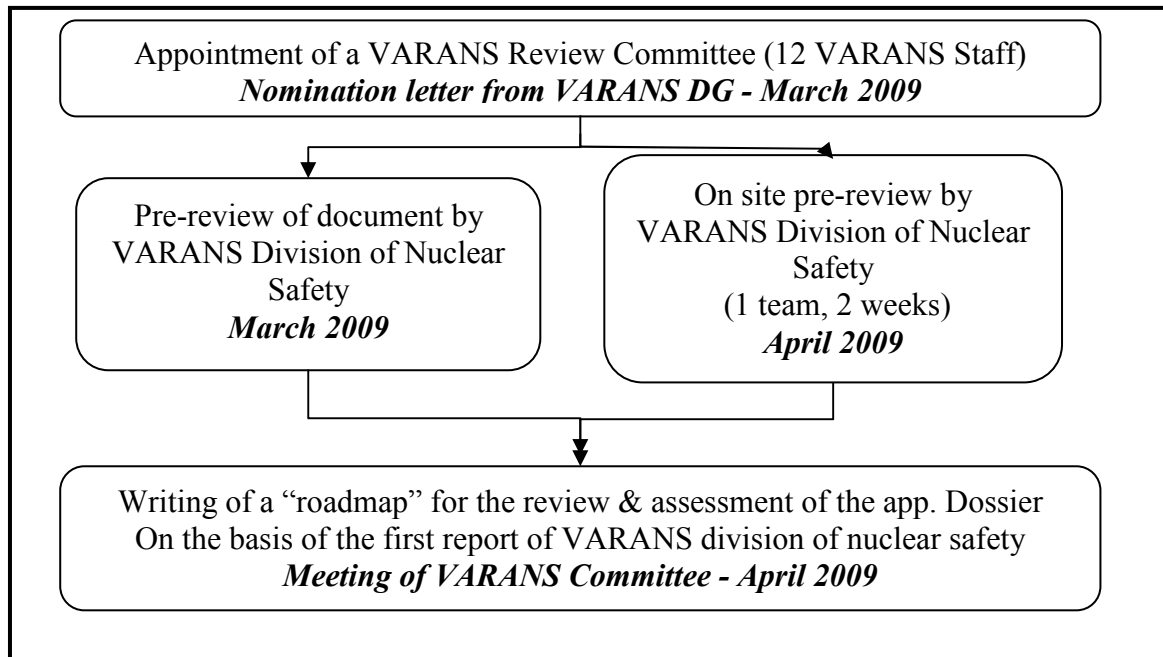 Appointment of a VARANS Review Committee (12 VARANS Staff)
Nomination letter from VARANS DG - March 2009
Pre-review of document by
VARANS Division of Nuclear
Safety
March 2009
On site pre-review by
VARANS Division of Nuclear
Safety
(1 team, 2 weeks)
April 2009
Writing of a “roadmap” for the review & assessment of the app. Dossier
On the basis of the first report of VARANS division of nuclear safety
Meeting of VARANS Committee - April 2009